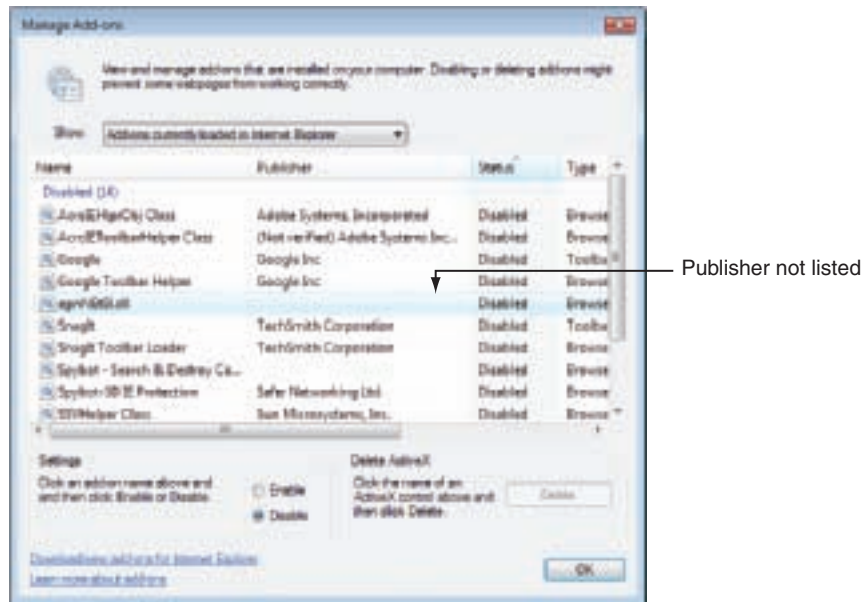 Manage Add-ons
View and manage add-ons that are installed on your computer. Disabling or deleting add-ons might
prevent some webpages from working correctly.
Show: Add-ons currently loaded in Internet Explorer
Name Publisher Status Type
Disabled (14)
AcroIEHlprObj Class Adobe Systems, Incorporated Disabled Browse
AcroIEToolbarHelper Class (Not verified) Adobe Systems Inc... Disabled Browse
Google Google Inc Disabled Toolba
Google Toolbar Helper Google Inc Disabled Browse
Disabled Browse
SnagIt TechSmith Corporation Disabled Toolba
SnagIt Toolbar Loader TechSmith Corporation Disabled Browse
Spybot - Search & Destroy Co... Disabled Browse
Spybot-SD IE Protection Safer Networking Ltd. Disabled Browse
SSVHelper Class Sun Microsystems, Inc. Disabled Browse
Publisher not listed
Settings
Click an add-on name above and
and then click Enable or Disable.
Enable
Disable
Delete ActiveX
Click the name of an
ActiveX control above and
then click Delete.
Delete
Download new add-ons for Internet Explorer
Learn more about add-ons
OK